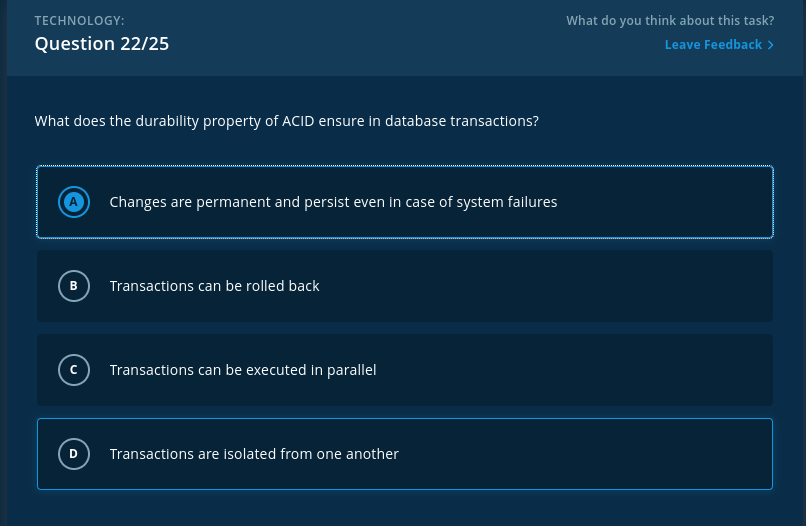 TECHNOLOGY:
Question 22/25
What do you think about this task?
Leave Feedback >
What does the durability property of ACID ensure in database transactions?
A Changes are permanent and persist even in case of system failures
B Transactions can be rolled back
C Transactions can be executed in parallel
D Transactions are isolated from one another